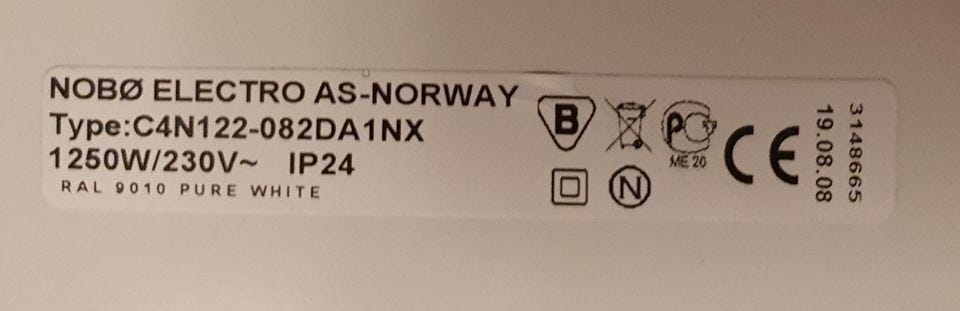 NOBØ ELECTRO AS-NORWAY
Type:C4N122-082DA1NX
1250W/230V~ IP24
RAL 9010 PURE WHITE
B
N
PC
ME 20
CE
19.08.08
3148665